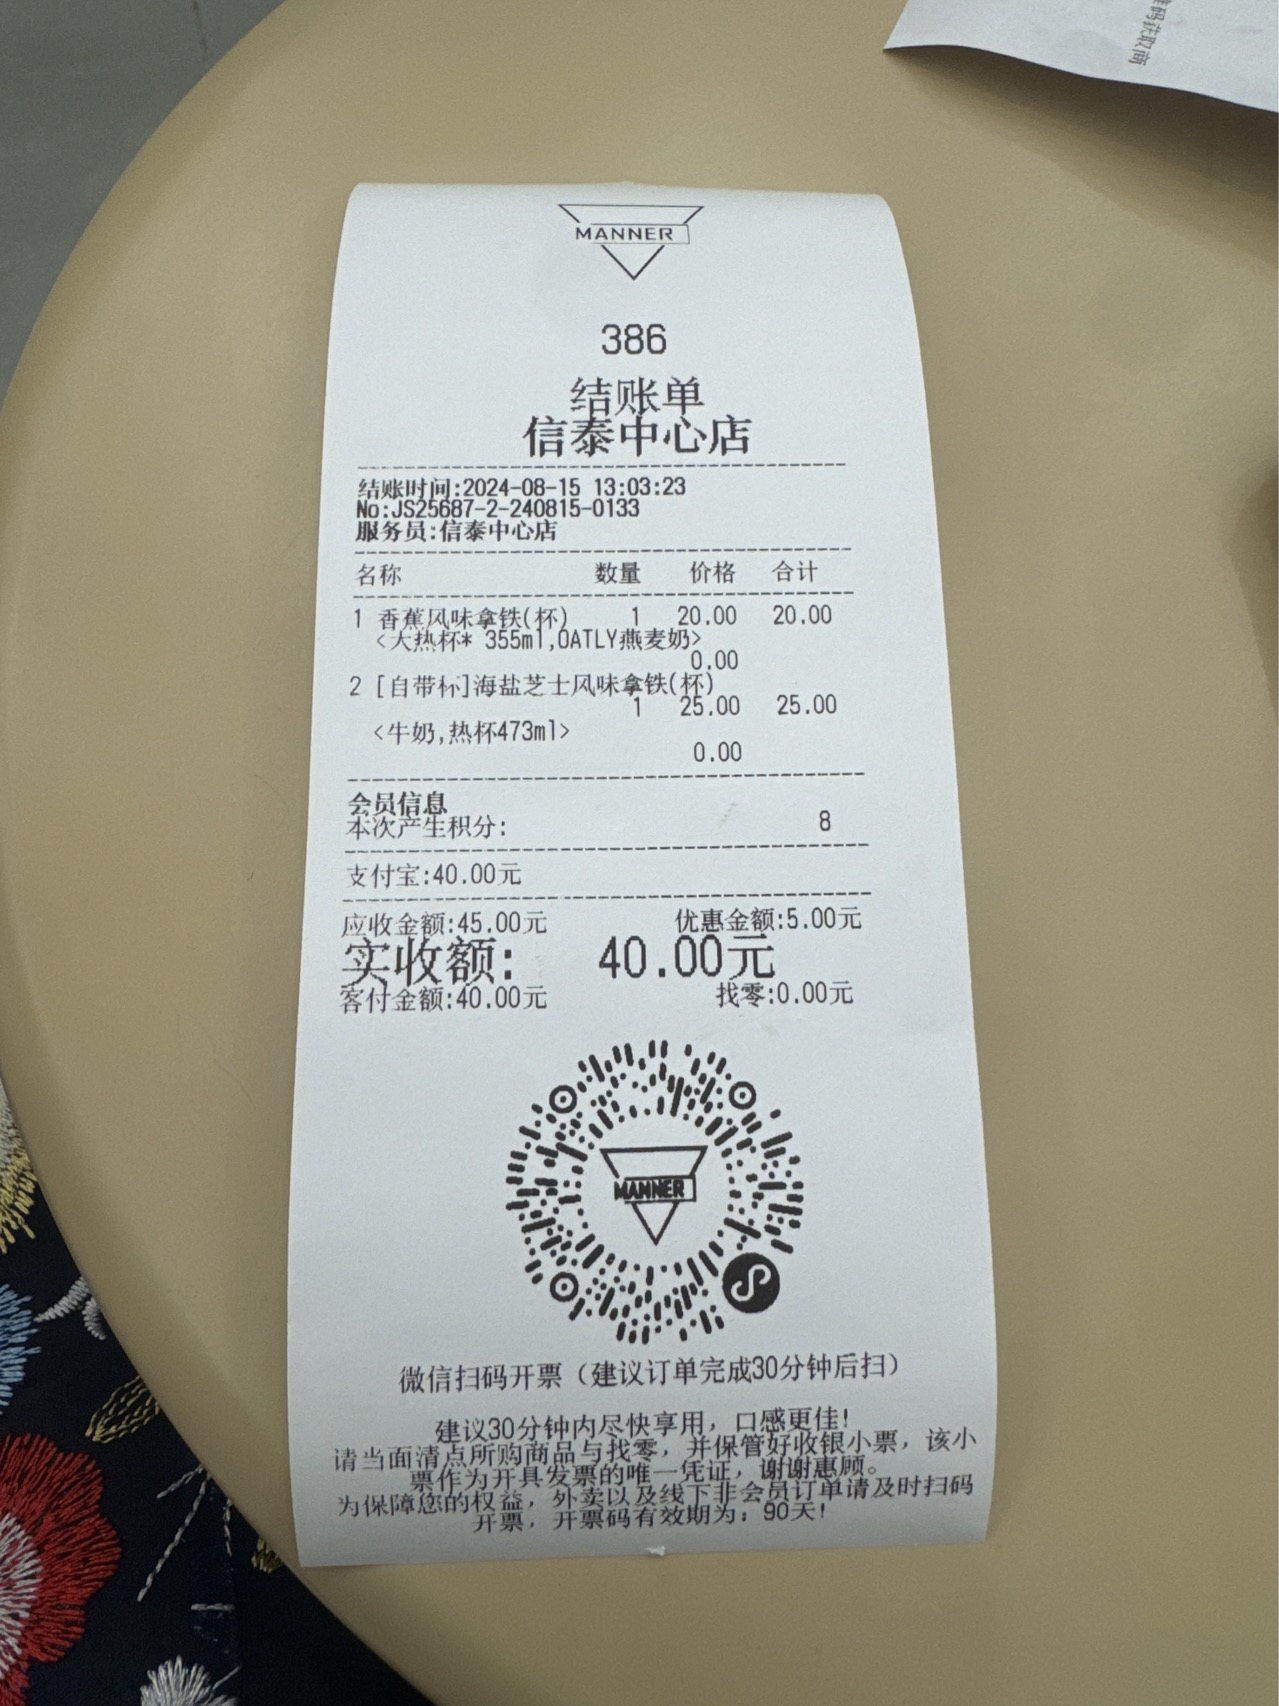 准码获取商
MANNER
386
结账单
信泰中心店
结账时间:2024-08-15 13:03:23
No:JS25687-2-240815-0133
服务员:信泰中心店
名称 数量 价格 合计
1 香蕉风味拿铁(杯) 1 20.00 20.00
<大热杯* 355ml,OATLY燕麦奶>
0.00
2 [自带杯]海盐芝士风味拿铁(杯)
1 25.00 25.00
<牛奶,热杯473ml>
0.00
会员信息
本次产生积分: 8
支付宝:40.00元
应收金额:45.00元 优惠金额:5.00元
实收额: 40.00元
客付金额:40.00元 找零:0.00元
MANNER
微信扫码开票（建议订单完成30分钟后扫）
建议30分钟内尽快享用，口感更佳!
请当面清点所购商品与找零，并保管好收银小票，该小
票作为开具发票的唯一凭证，谢谢惠顾。
为保障您的权益，外卖以及线下非会员订单请及时扫码
开票，开票码有效期为：90天!